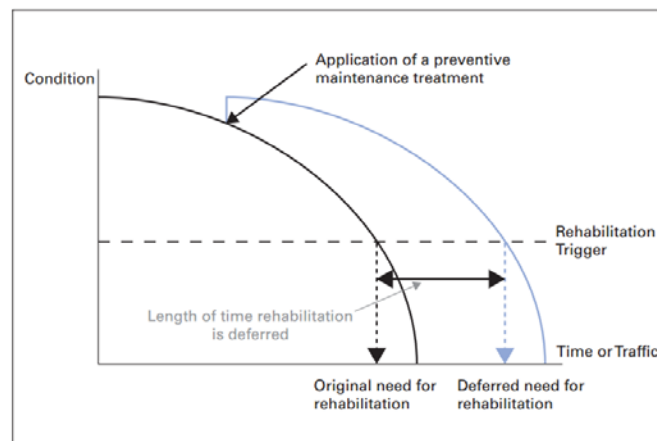 Application of a preventive
maintenance treatment
Condition
Rehabilitation
Trigger
Length of time rehabilitation
is deferred
Time or Traffic
Original need for
rehabilitation
Deferred need for
rehabilitation